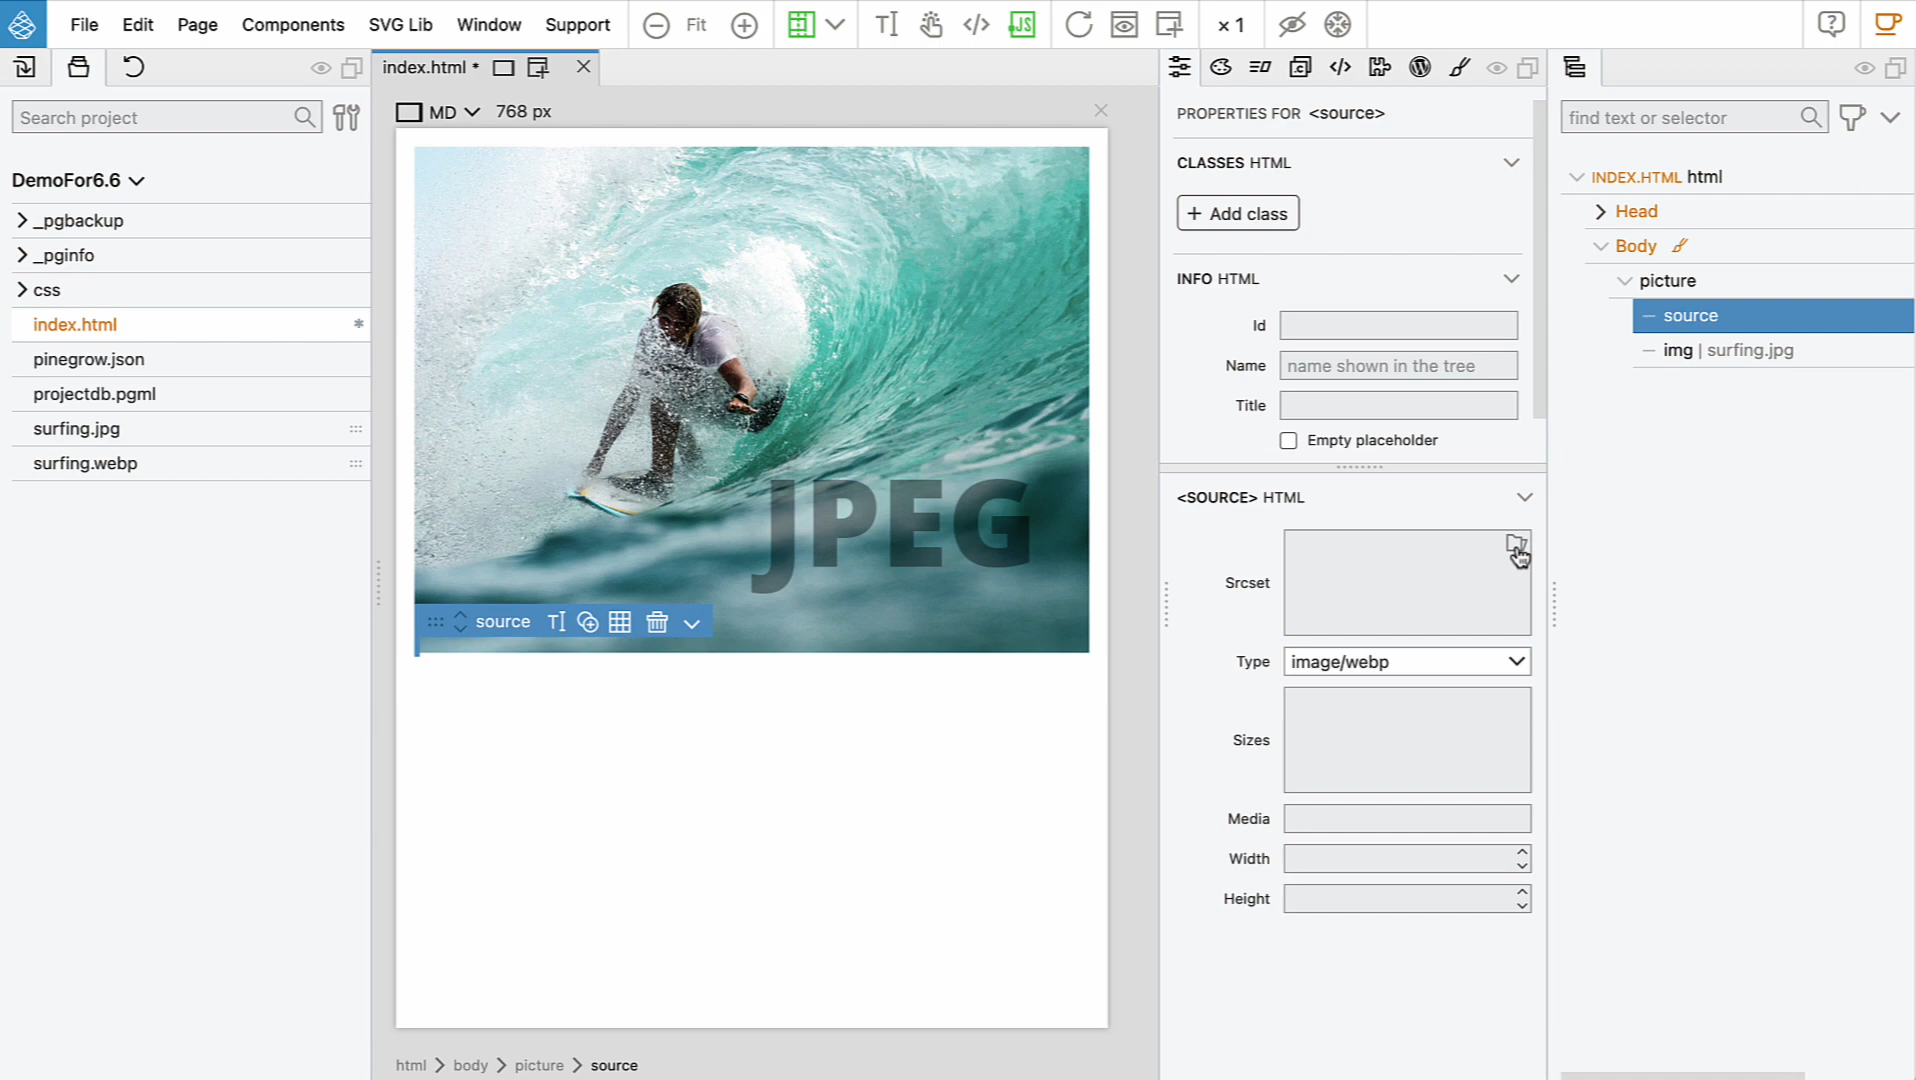 File Edit Page Components SVG Lib Window Support Fit JS × 1
index.html *
Search project
DemoFor6.6
_pgbackup
_pginfo
css
index.html *
pinegrow.json
projectdb.pgml
surfing.jpg
surfing.webp
MD 768 px
JPEG
source
html body picture source
PROPERTIES FOR <source>
CLASSES HTML
+ Add class
INFO HTML
Id
Name name shown in the tree
Title
Empty placeholder
<SOURCE> HTML
Srcset
Type image/webp
Sizes
Media
Width
Height
find text or selector
INDEX.HTML html
Head
Body
picture
source
img | surfing.jpg